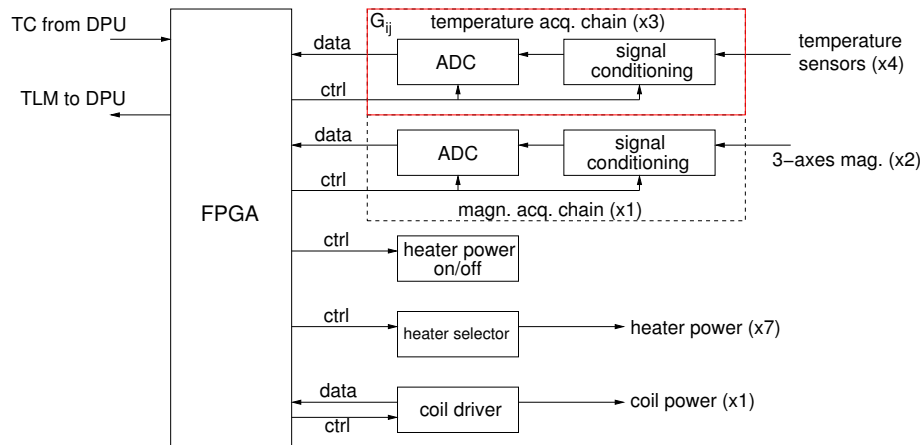 TC from DPU
TLM to DPU
FPGA
G_ij
temperature acq. chain (x3)
data
ADC
signal
conditioning
temperature
sensors (x4)
ctrl
data
ADC
signal
conditioning
3−axes mag. (x2)
ctrl
magn. acq. chain (x1)
ctrl
heater power
on/off
ctrl
heater selector
heater power (x7)
data
coil driver
coil power (x1)
ctrl